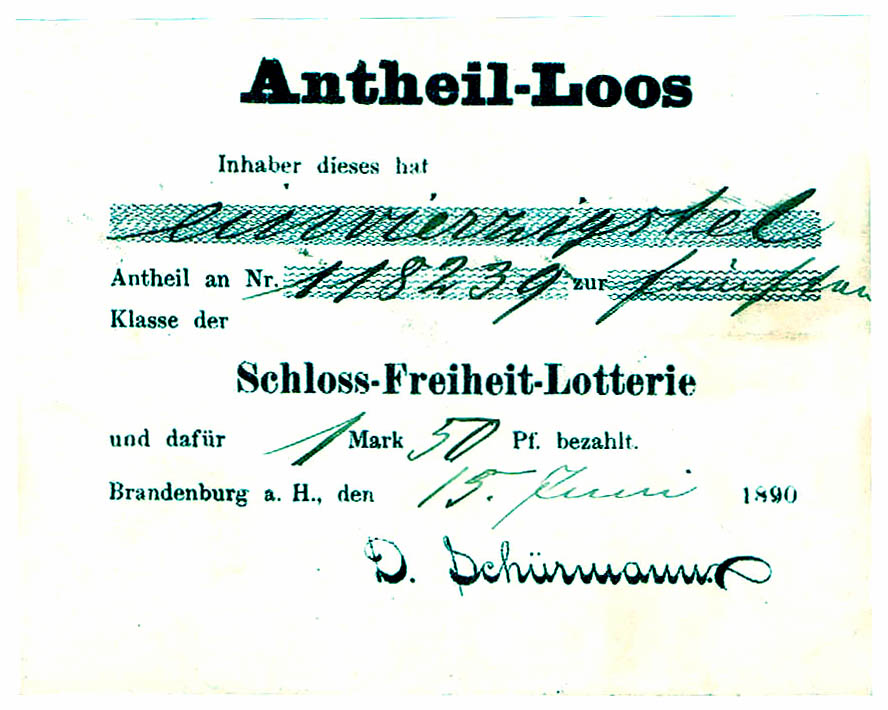 Antheil-Loos
Inhaber dieses hat
einvierzigstel
Antheil an Nr. 118239 zur fünften
Klasse der
Schloss-Freiheit-Lotterie
und dafür 1 Mark 50 Pf. bezahlt.
Brandenburg a. H., den 15. Juni 1890
D. Schürmann